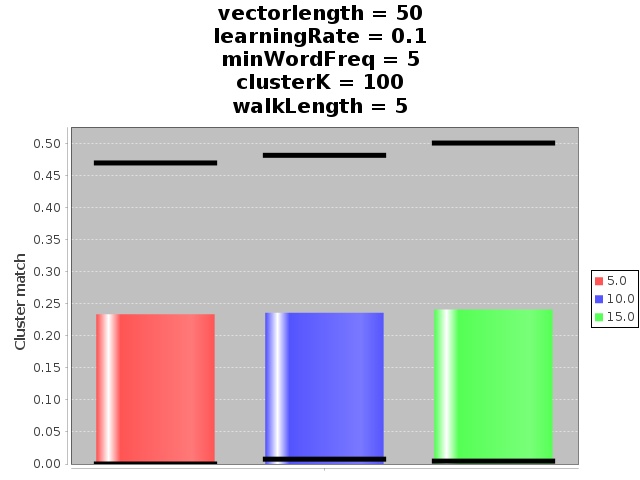 vectorlength = 50
learningRate = 0.1
minWordFreq = 5
clusterK = 100
walkLength = 5
0.50
0.45
0.40
0.35
0.30
0.25
0.20
0.15
0.10
0.05
0.00
Cluster match
5.0
10.0
15.0